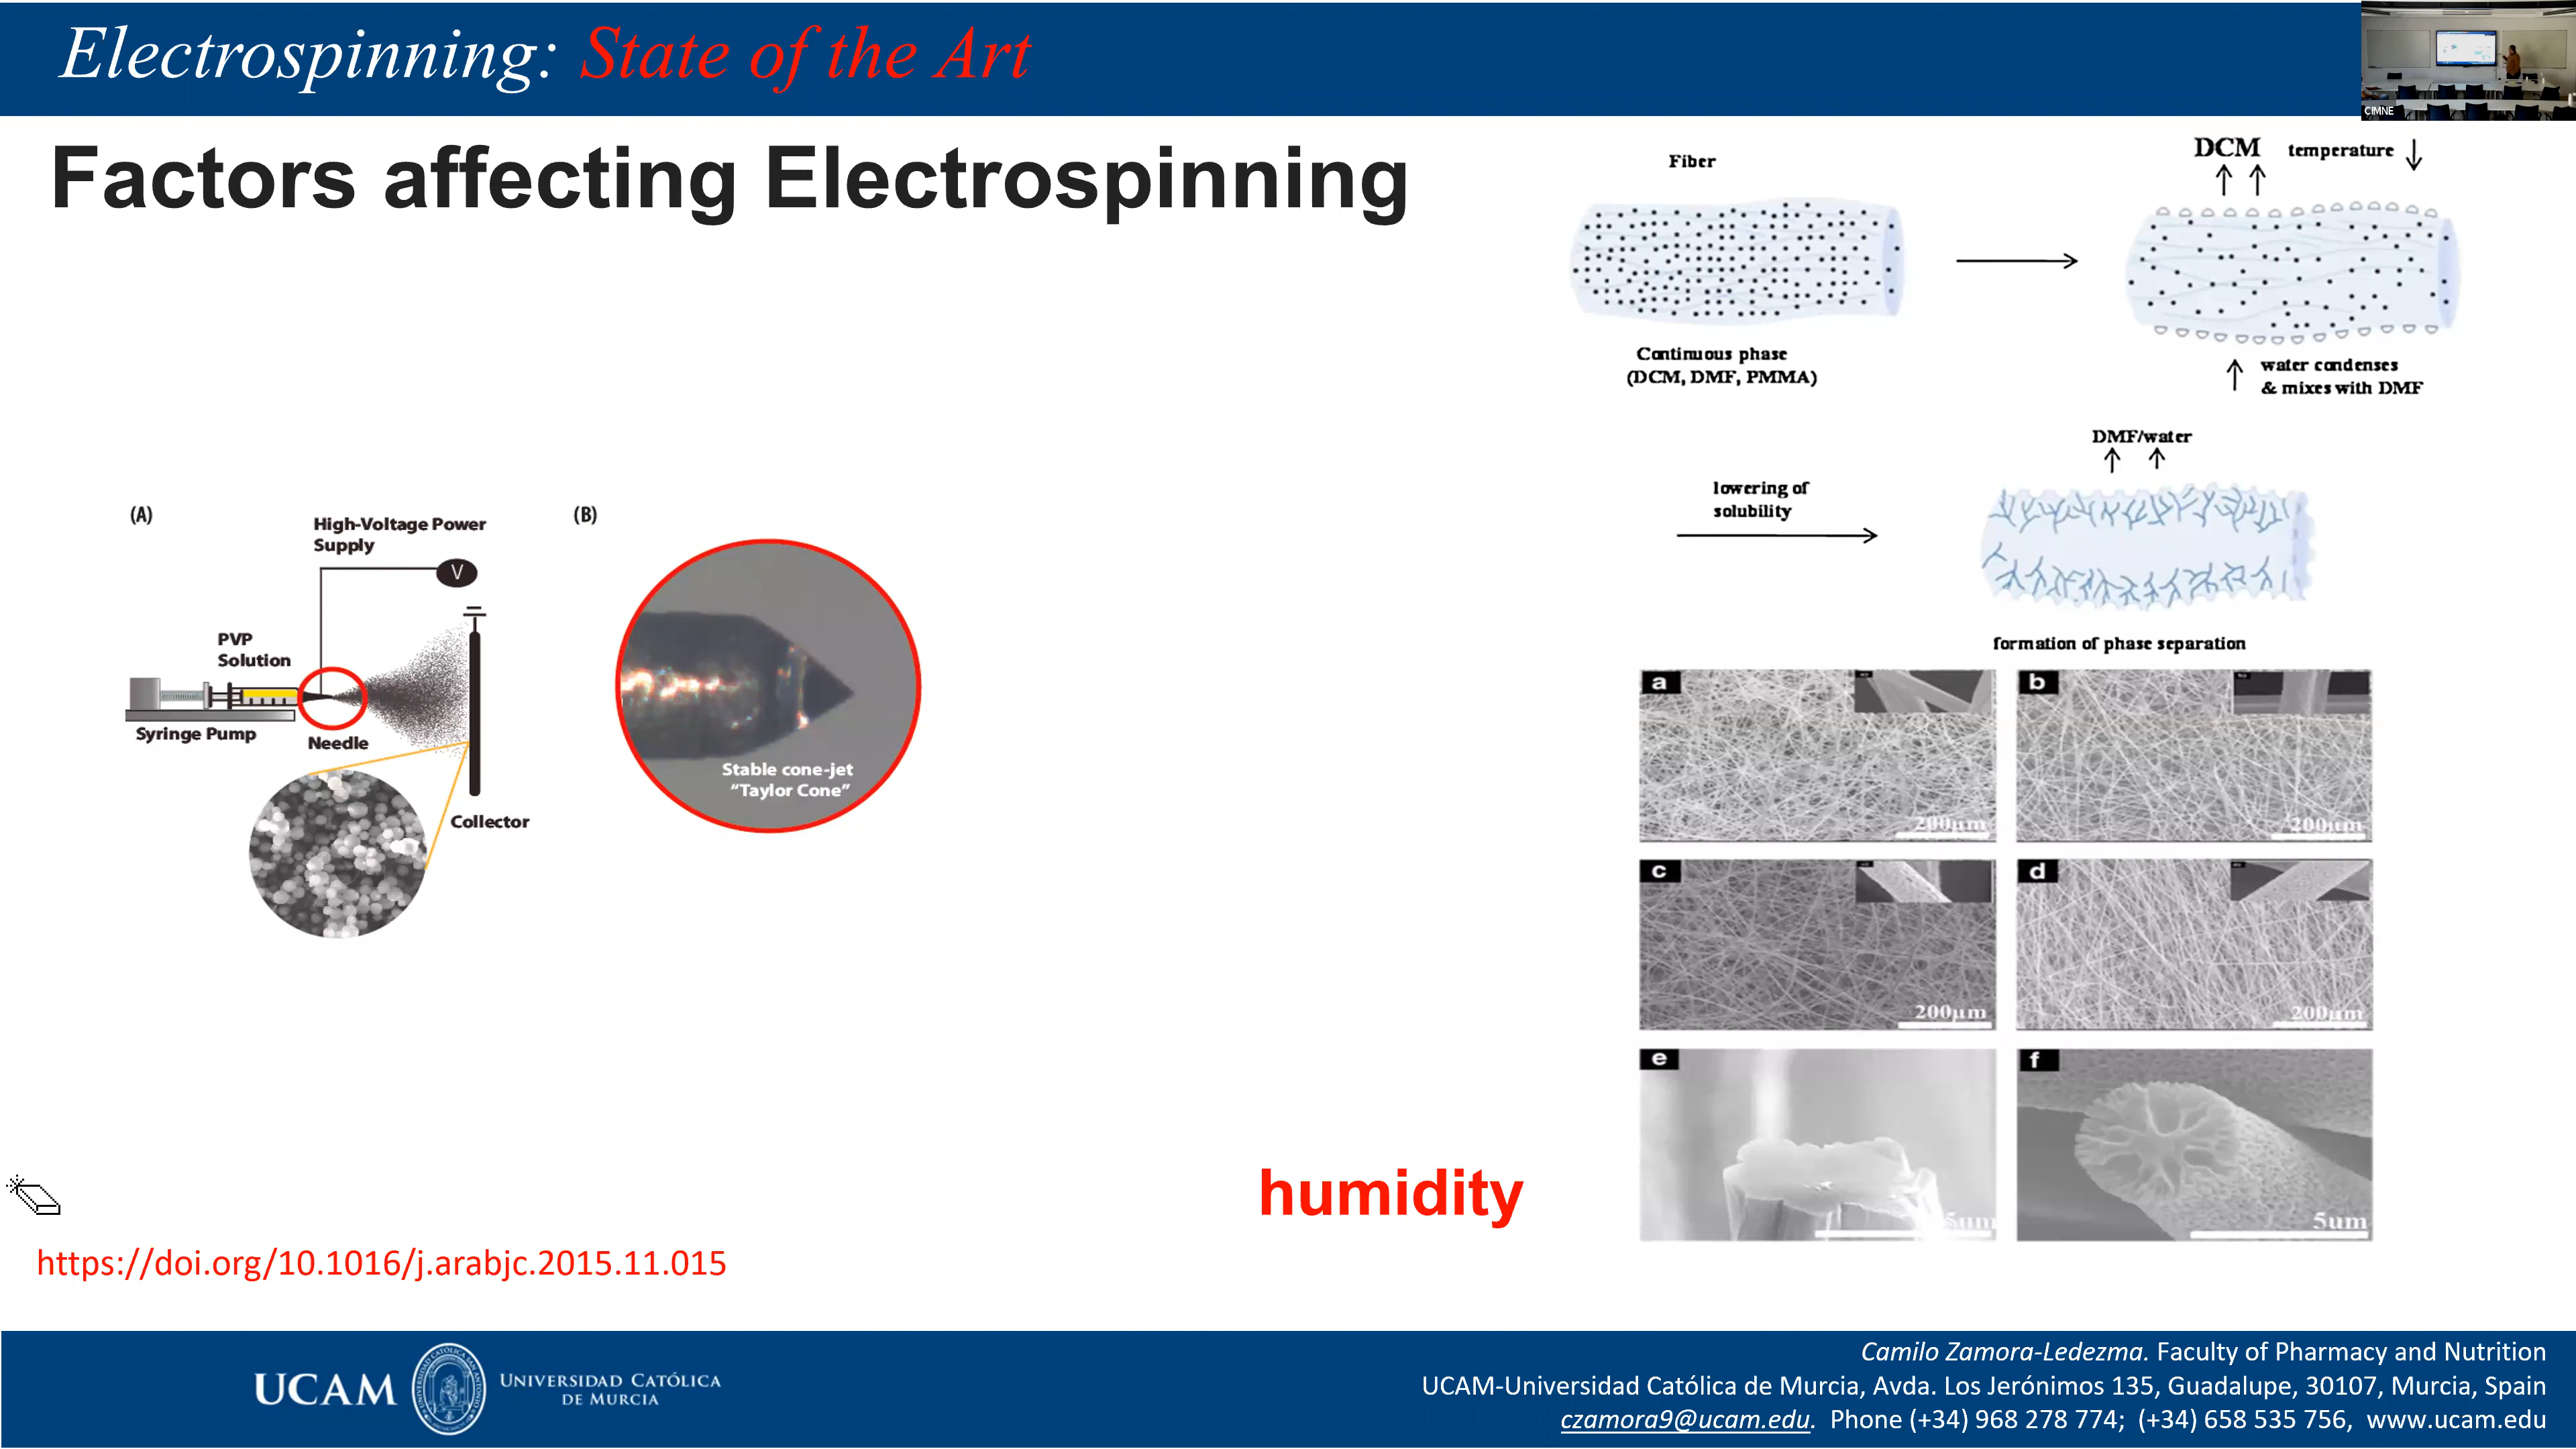 Electrospinning: State of the Art
CIMNE
Factors affecting Electrospinning
Fiber
DCM temperature
Continuous phase
(DCM, DMF, PMMA)
water condenses
& mixes with DMF
DMF/water
lowering of
solubility
formation of phase separation
(A)
High-Voltage Power
Supply
V
PVP
Solution
Syringe Pump
Needle
Collector
(B)
Stable cone-jet
“Taylor Cone”
a
200µm
b
200µm
c
200µm
d
200µm
e
5um
f
5um
humidity
https://doi.org/10.1016/j.arabjc.2015.11.015
UCAM
UNIVERSIDAD CATÓLICA
DE MURCIA
Camilo Zamora-Ledezma. Faculty of Pharmacy and Nutrition
UCAM-Universidad Católica de Murcia, Avda. Los Jerónimos 135, Guadalupe, 30107, Murcia, Spain
czamora9@ucam.edu. Phone (+34) 968 278 774; (+34) 658 535 756, www.ucam.edu